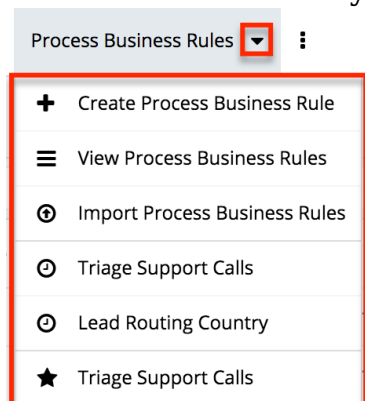 Process Business Rules
Create Process Business Rule
View Process Business Rules
Import Process Business Rules
Triage Support Calls
Lead Routing Country
Triage Support Calls